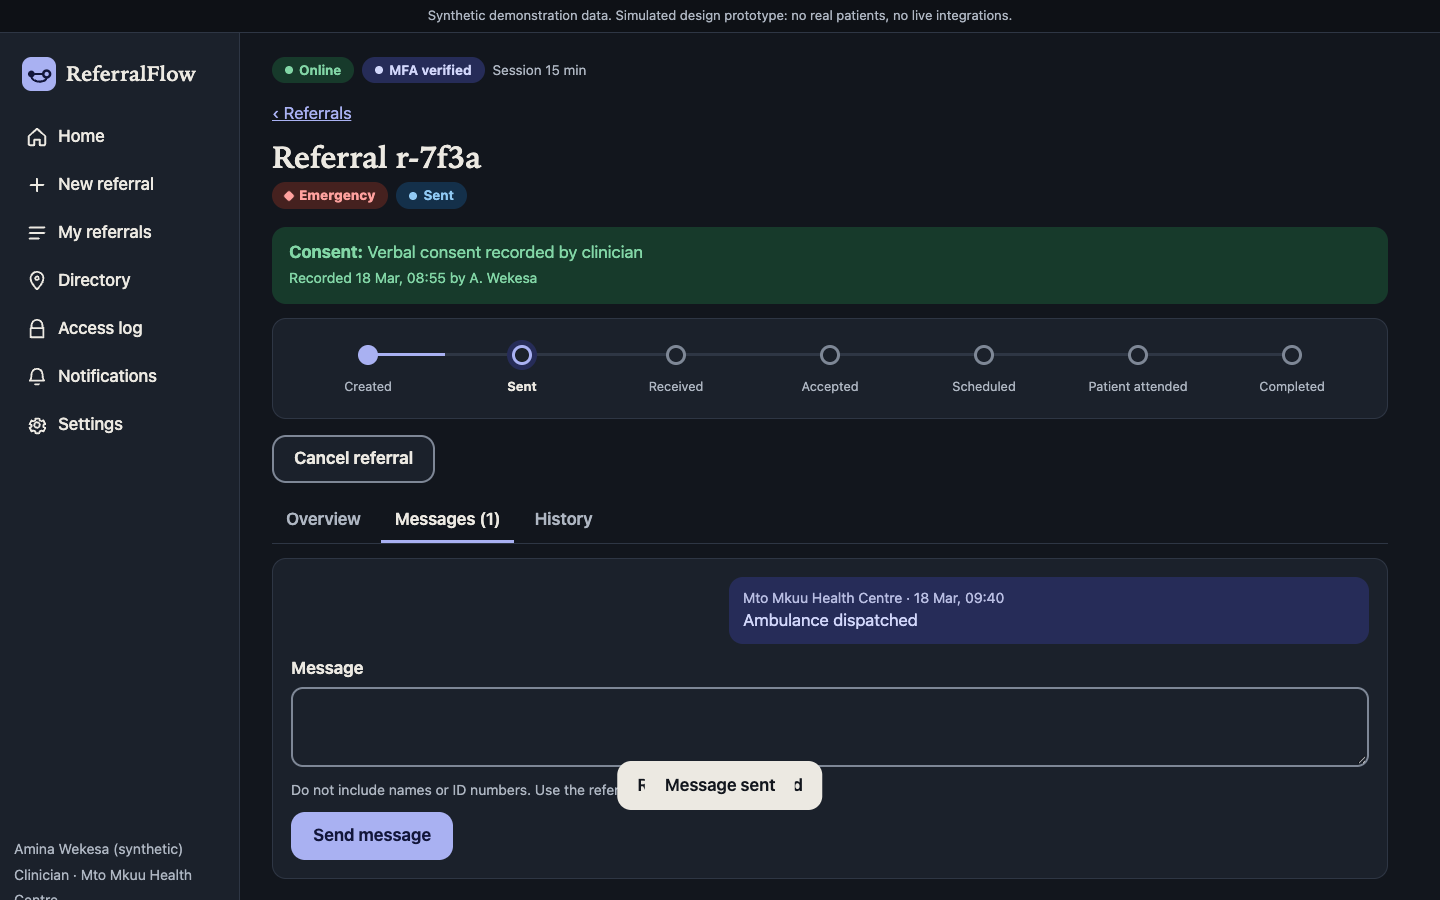 Synthetic demonstration data. Simulated design prototype: no real patients, no live integrations.
ReferralFlow
Home
New referral
My referrals
Directory
Access log
Notifications
Settings
Amina Wekesa (synthetic)
Clinician · Mto Mkuu Health
Centre
Online
MFA verified
Session 15 min
‹ Referrals
Referral r-7f3a
Emergency
Sent
Consent: Verbal consent recorded by clinician
Recorded 18 Mar, 08:55 by A. Wekesa
Created
Sent
Received
Accepted
Scheduled
Patient attended
Completed
Cancel referral
Overview
Messages (1)
History
Mto Mkuu Health Centre · 18 Mar, 09:40
Ambulance dispatched
Message
Do not include names or ID numbers. Use the
Message sent
Send message